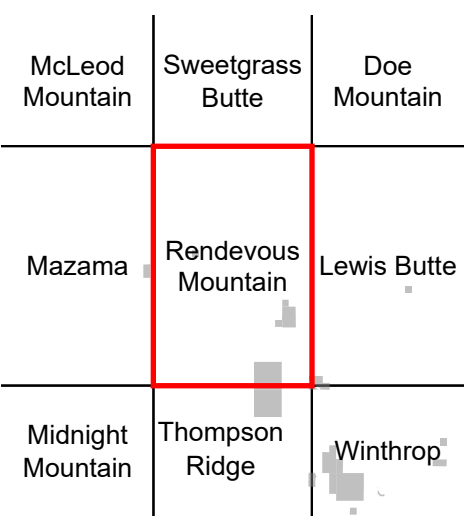 McLeod
Mountain
Sweetgrass
Butte
Doe
Mountain
Mazama
Rendevous
Mountain
Lewis Butte
Midnight
Mountain
Thompson
Ridge
Winthrop